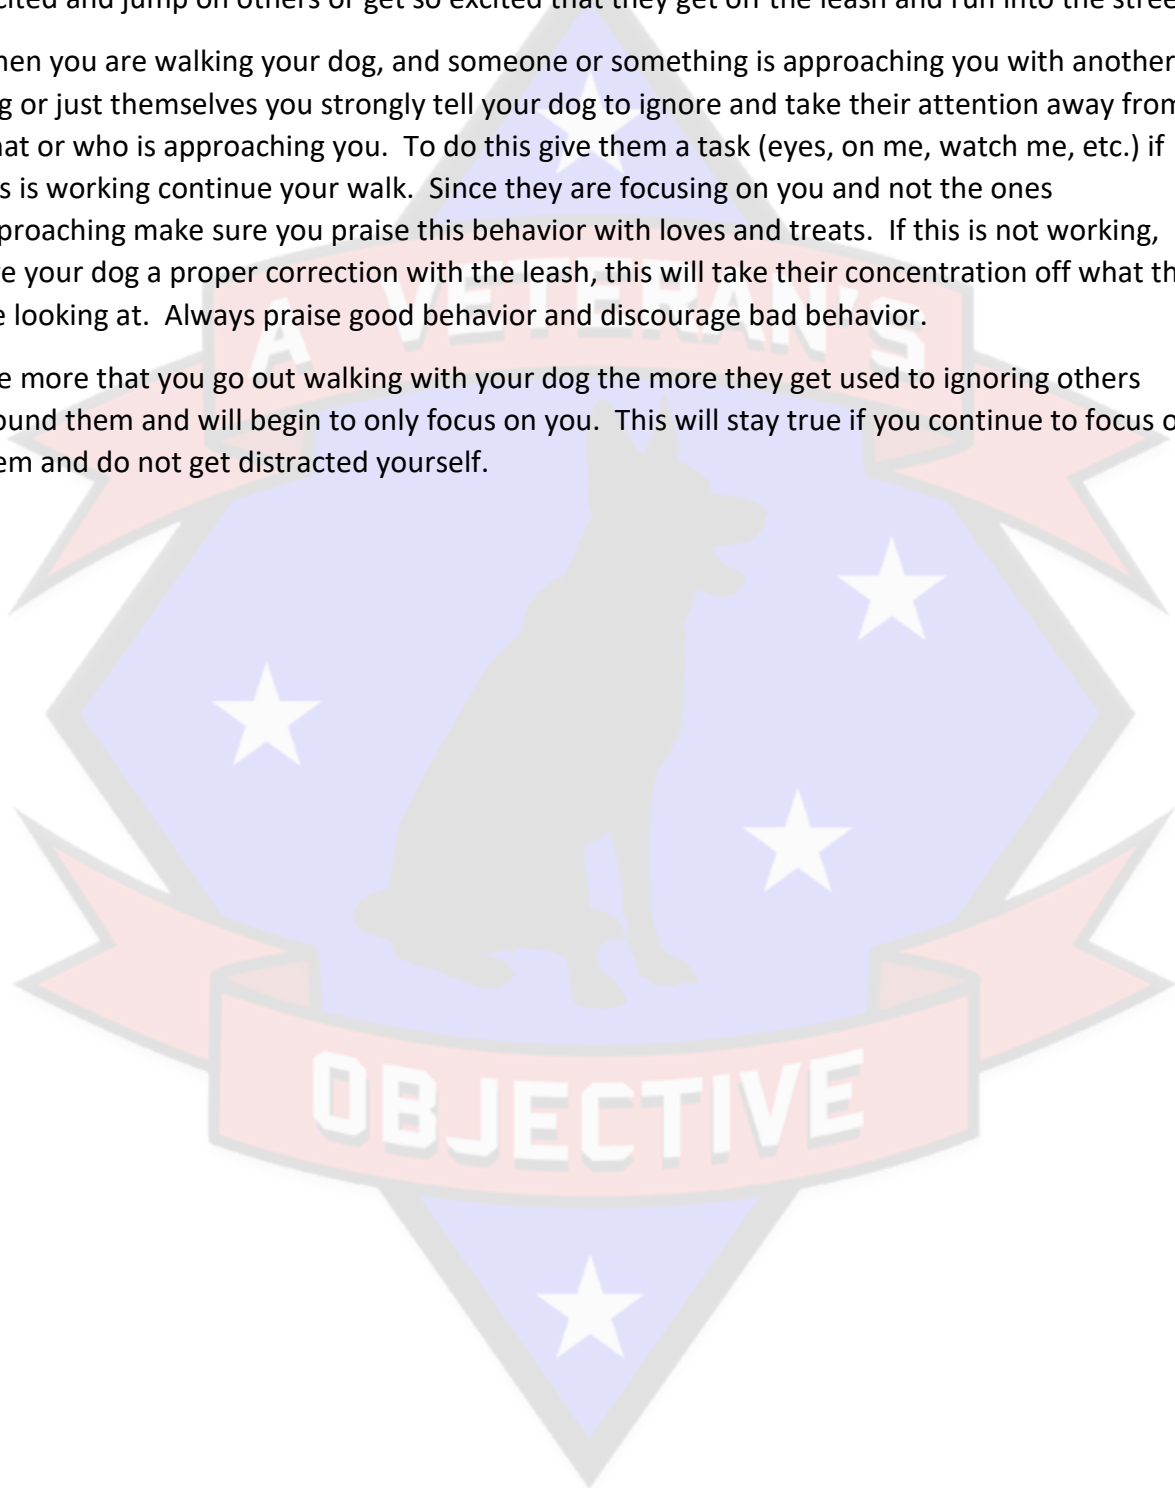 cited and jump on others or get so excited that they get off the leash and run into the stree
hen you are walking your dog, and someone or something is approaching you with another
g or just themselves you strongly tell your dog to ignore and take their attention away from
hat or who is approaching you.  To do this give them a task (eyes, on me, watch me, etc.) if
s is working continue your walk.  Since they are focusing on you and not the ones
proaching make sure you praise this behavior with loves and treats.  If this is not working,
ve your dog a proper correction with the leash, this will take their concentration off what th
e looking at.  Always praise good behavior and discourage bad behavior.
A VETERAN'S
e more that you go out walking with your dog the more they get used to ignoring others
ound them and will begin to only focus on you.  This will stay true if you continue to focus o
em and do not get distracted yourself.
OBJECTIVE